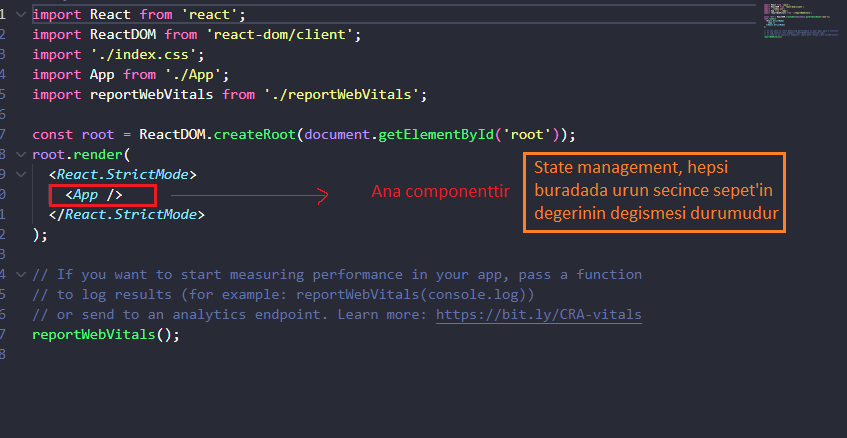 1 import React from 'react';
2 import ReactDOM from 'react-dom/client';
3 import './index.css';
4 import App from './App';
5 import reportWebVitals from './reportWebVitals';
6
7 const root = ReactDOM.createRoot(document.getElementById('root'));
8 root.render(
9 <React.StrictMode>
0 <App />
Ana componenttir
State management, hepsi
buradada urun secince sepet'in
degerinin degismesi durumudur
1 </React.StrictMode>
2 );
3
4 // If you want to start measuring performance in your app, pass a function
5 // to log results (for example: reportWebVitals(console.log))
6 // or send to an analytics endpoint. Learn more: https://bit.ly/CRA-vitals
7 reportWebVitals();
8